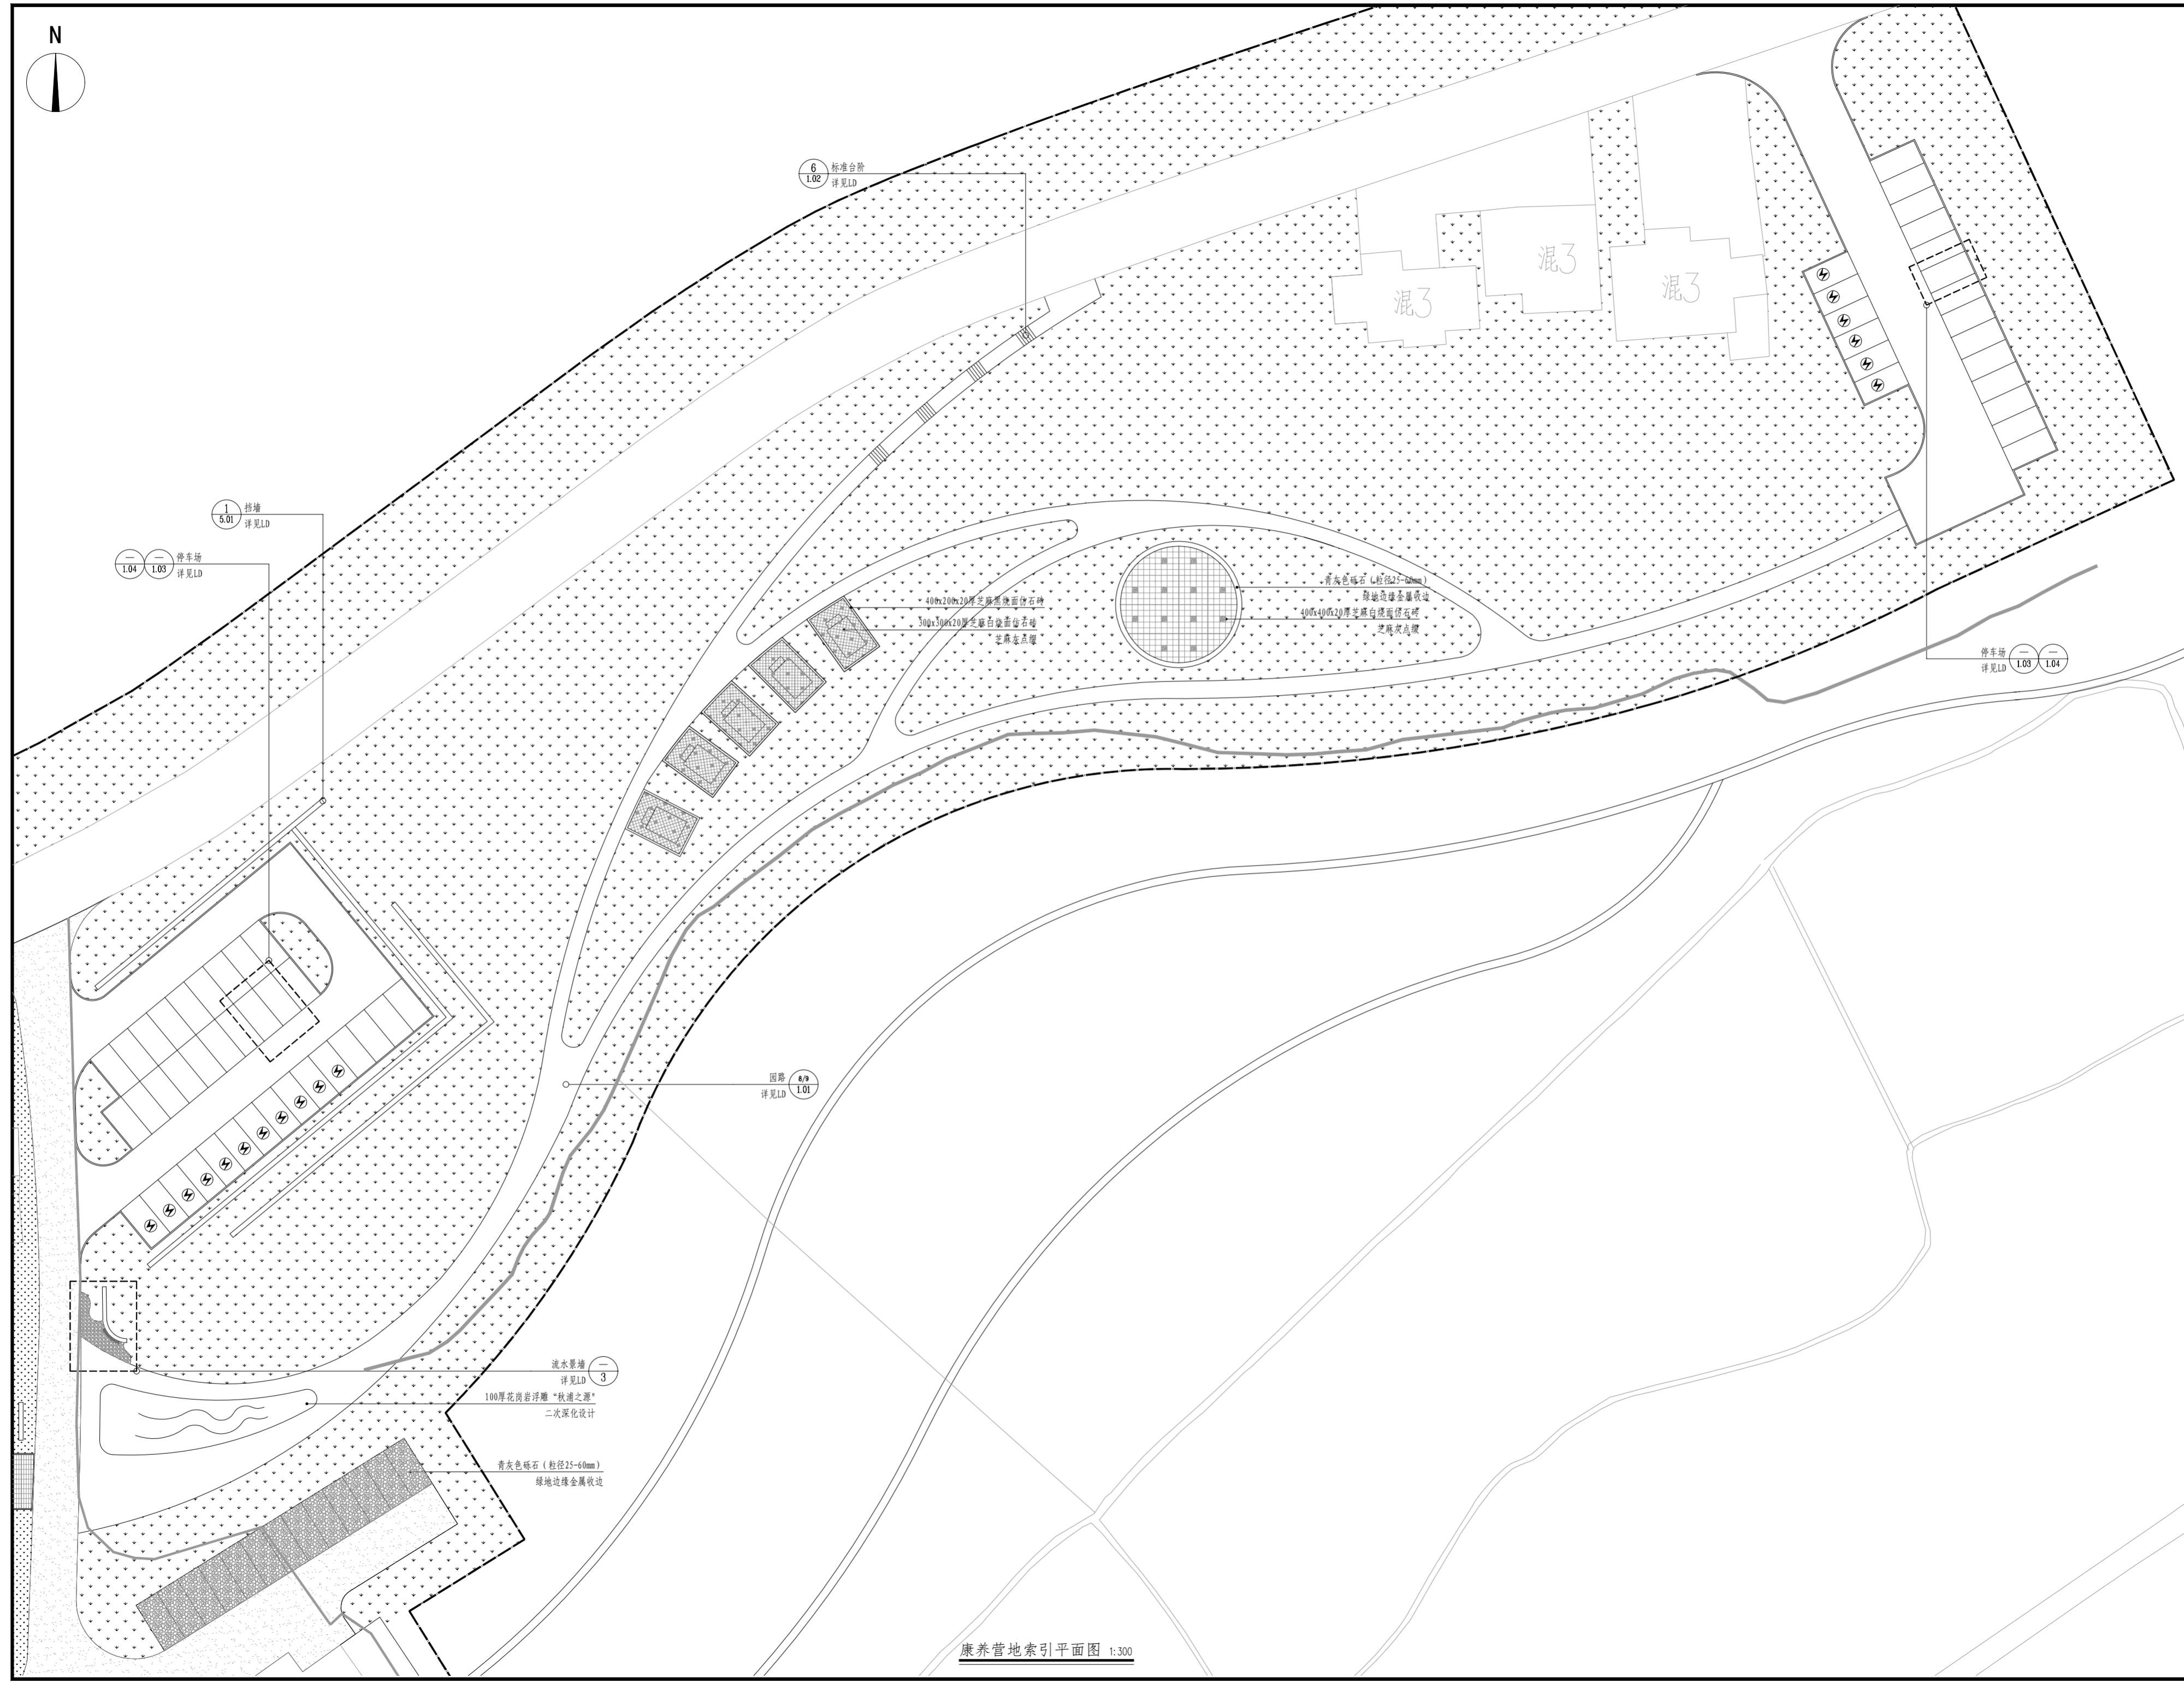 N
6
1.02
标准台阶
详见LD
混3
混3
混3
1
5.01
挡墙
详见LD
—
1.04
—
1.03
停车场
详见LD
400x200x20厚芝麻黑烧面仿石砖
300x300x20厚芝麻白烧面仿石砖
芝麻灰点缀
青灰色砾石（粒径25-60mm）
绿地边缘金属收边
400x400x20厚芝麻白烧面仿石砖
芝麻灰点缀
停车场
详见LD
—
1.03
—
1.04
园路
详见LD
8/9
1.01
流水景墙
详见LD
—
3
100厚花岗岩浮雕“秋浦之源”
二次深化设计
青灰色砾石（粒径25-60mm）
绿地边缘金属收边
康养营地索引平面图 1:300